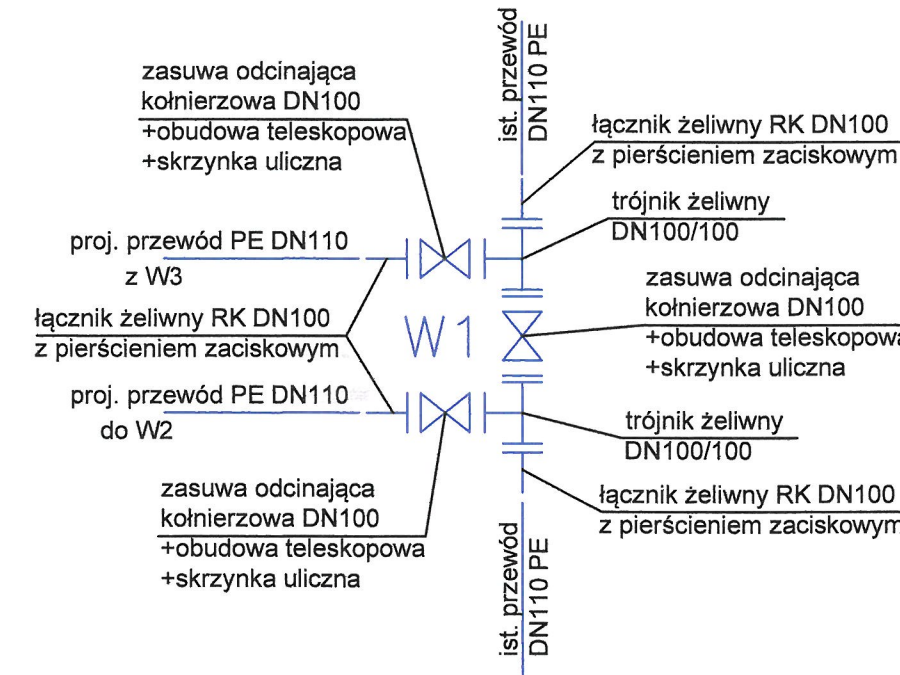 ist. przewód
DN110 PE
zasuwa odcinająca
kołnierzowa DN100
+obudowa teleskopowa
+skrzynka uliczna
łącznik żeliwny RK DN100
z pierścieniem zaciskowym
trójnik żeliwny
DN100/100
proj. przewód PE DN110
z W3
zasuwa odcinająca
kołnierzowa DN100
+obudowa teleskopowa
+skrzynka uliczna
łącznik żeliwny RK DN100
z pierścieniem zaciskowym
W1
proj. przewód PE DN110
do W2
trójnik żeliwny
DN100/100
zasuwa odcinająca
kołnierzowa DN100
+obudowa teleskopowa
+skrzynka uliczna
łącznik żeliwny RK DN100
z pierścieniem zaciskowym
ist. przewód
DN110 PE